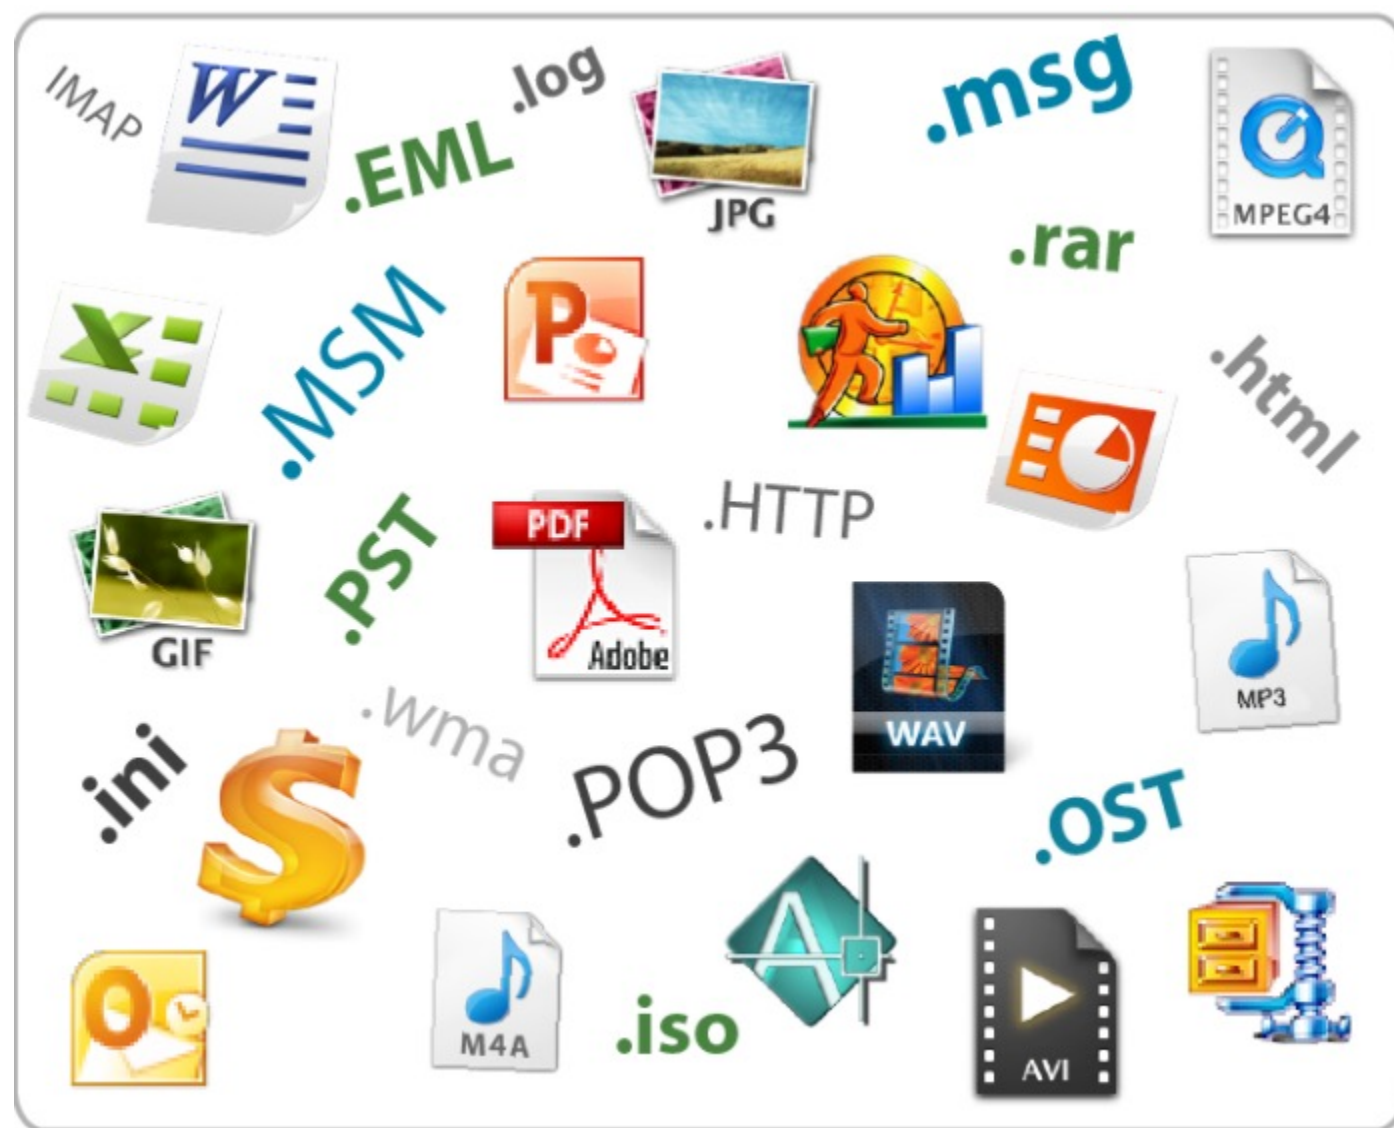 IMAP
W
.EML
.log
JPG
.msg
MPEG4
.rar
X
.MSM
P
.html
GIF
.PST
PDF
Adobe
.HTTP
WAV
MP3
.ini
$
.wma
.POP3
.OST
O
M4A
.iso
A
AVI